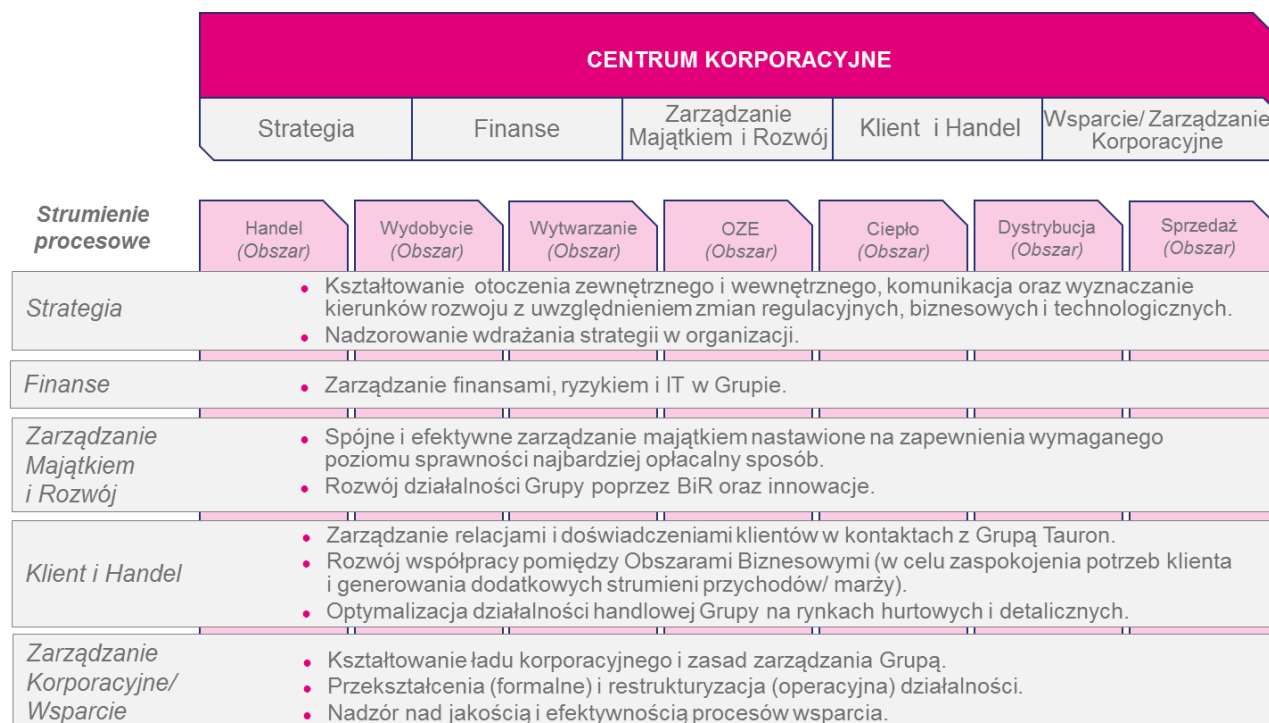 CENTRUM KORPORACYJNE
Strategia
Finanse
Zarządzanie
Majątkiem i Rozwój
Klient i Handel
Wsparcie/ Zarządzanie
Korporacyjne
Strumienie
procesowe
Handel
(Obszar)
Wydobycie
(Obszar)
Wytwarzanie
(Obszar)
OZE
(Obszar)
Ciepło
(Obszar)
Dystrybucja
(Obszar)
Sprzedaż
(Obszar)
Strategia
• Kształtowanie otoczenia zewnętrznego i wewnętrznego, komunikacja oraz wyznaczanie
kierunków rozwoju z uwzględnieniem zmian regulacyjnych, biznesowych i technologicznych.
• Nadzorowanie wdrażania strategii w organizacji.
Finanse
• Zarządzanie finansami, ryzykiem i IT w Grupie.
Zarządzanie
Majątkiem
i Rozwój
• Spójne i efektywne zarządzanie majątkiem nastawione na zapewnienia wymaganego
poziomu sprawności najbardziej opłacalny sposób.
• Rozwój działalności Grupy poprzez BiR oraz innowacje.
Klient i Handel
• Zarządzanie relacjami i doświadczeniami klientów w kontaktach z Grupą Tauron.
• Rozwój współpracy pomiędzy Obszarami Biznesowymi (w celu zaspokojenia potrzeb klienta
i generowania dodatkowych strumieni przychodów/ marży).
• Optymalizacja działalności handlowej Grupy na rynkach hurtowych i detalicznych.
Zarządzanie
Korporacyjne/
Wsparcie
• Kształtowanie ładu korporacyjnego i zasad zarządzania Grupą.
• Przekształcenia (formalne) i restrukturyzacja (operacyjna) działalności.
• Nadzór nad jakością i efektywnością procesów wsparcia.